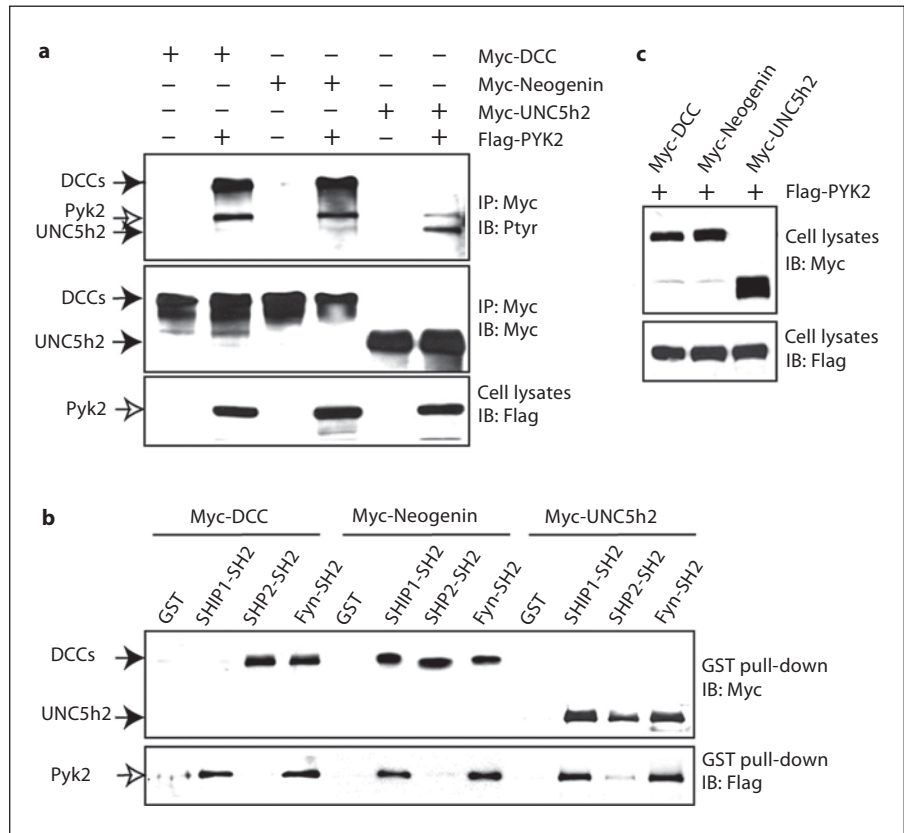 a
+ + – – – – Myc-DCC
– – + + – – Myc-Neogenin
– – – – + + Myc-UNC5h2
– + – + – + Flag-PYK2
DCCs
Pyk2
UNC5h2
IP: Myc
IB: Ptyr
DCCs
UNC5h2
IP: Myc
IB: Myc
Pyk2
Cell lysates
IB: Flag
c
Myc-DCC Myc-Neogenin Myc-UNC5h2
+ + + Flag-PYK2
Cell lysates
IB: Myc
Cell lysates
IB: Flag
b
Myc-DCC Myc-Neogenin Myc-UNC5h2
GST SHIP1-SH2 SHP2-SH2 Fyn-SH2 GST SHIP1-SH2 SHP2-SH2 Fyn-SH2 GST SHIP1-SH2 SHP2-SH2 Fyn-SH2
DCCs
UNC5h2
GST pull-down
IB: Myc
Pyk2
GST pull-down
IB: Flag